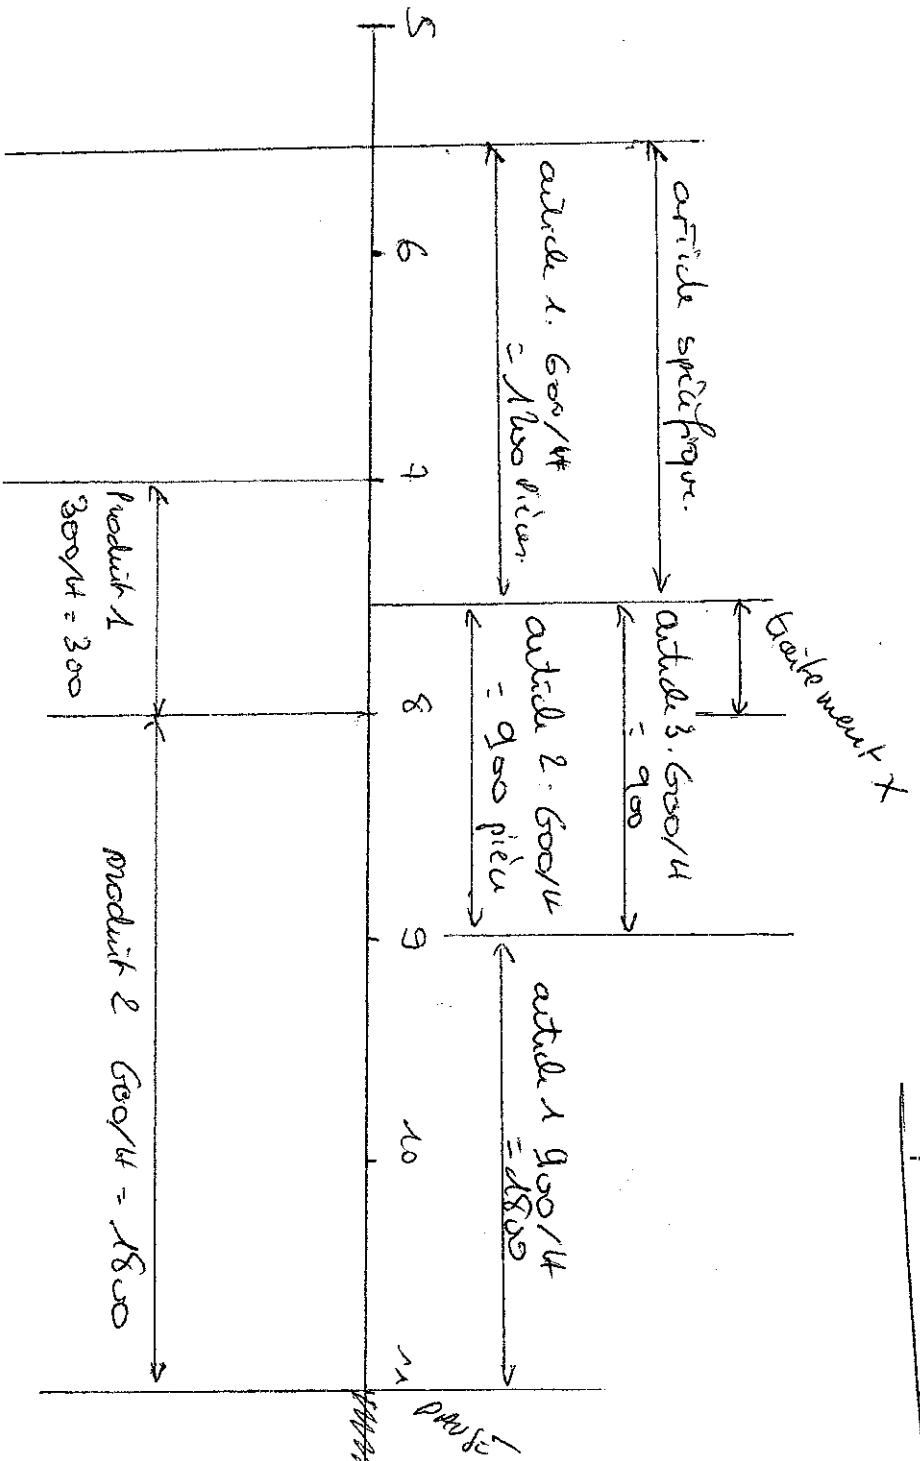 Traitement X
article spécifique.
article 3. 600/H
= 900
article 1. 600/H
= 1200 pièces.
article 2 : 600/H
= 900 pièce
article 1 900/H
= 1800
5
6
7
8
9
10
11
PAUSE
Produit 1
300/H = 300
produit 2 600/H = 1800